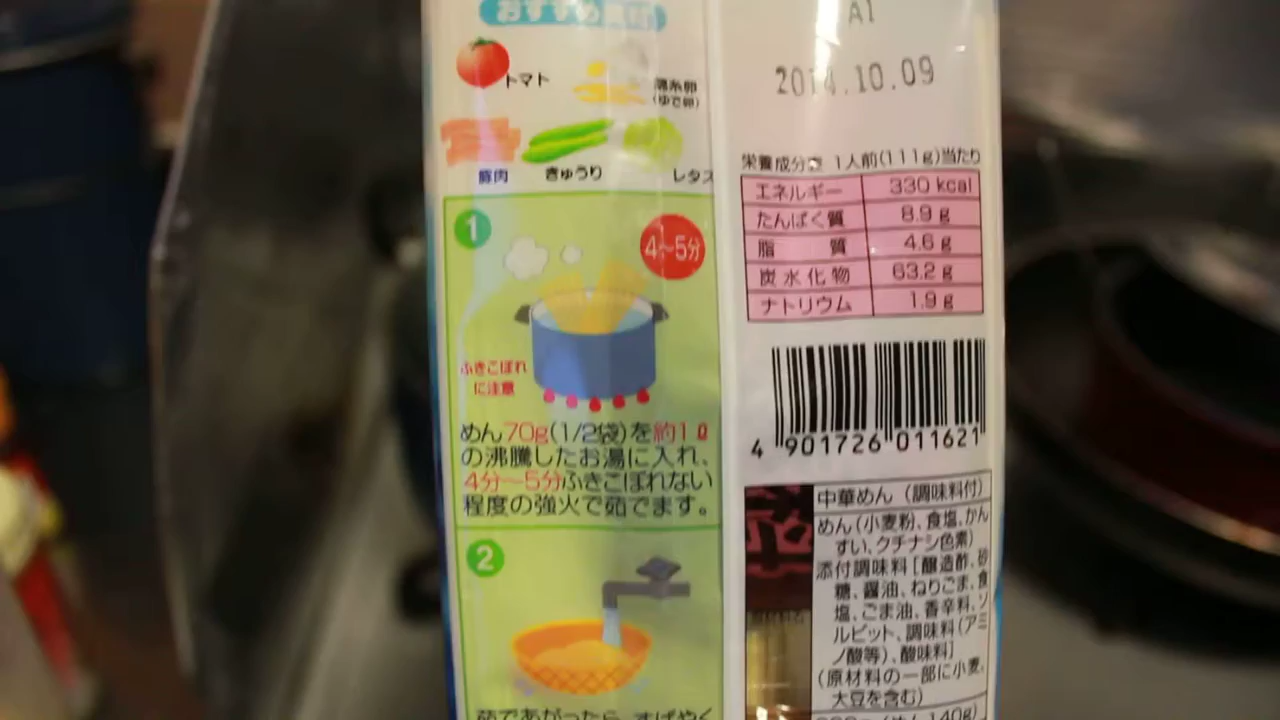 おすすめ
トマト
錦糸卵
(ゆで卵)
豚肉
きゅうり
レタス
1
4~5分
ふきこぼれ
に注意
めん70g(1/2袋)を約1ℓ
の沸騰したお湯に入れ、
4分~5分ふきこぼれない
程度の強火で茹でます。
2
茹であがったら、すばやく
A1
2014.10.09
栄養成分表 1人前(111g)当たり
エネルギー 330 kcal
たんぱく質 8.9 g
脂質 4.6 g
炭水化物 63.2 g
ナトリウム 1.9 g
4 901726 011621
中華めん(調味料付)
めん(小麦粉、食塩、かん
すい、クチナシ色素)
添付調味料[醸造酢、砂
糖、醤油、ねりごま、食
塩、ごま油、香辛料、ソ
ルビット、調味料(アミ
ノ酸等)、酸味料]
(原材料の一部に小麦、
大豆を含む)
(めん140g)